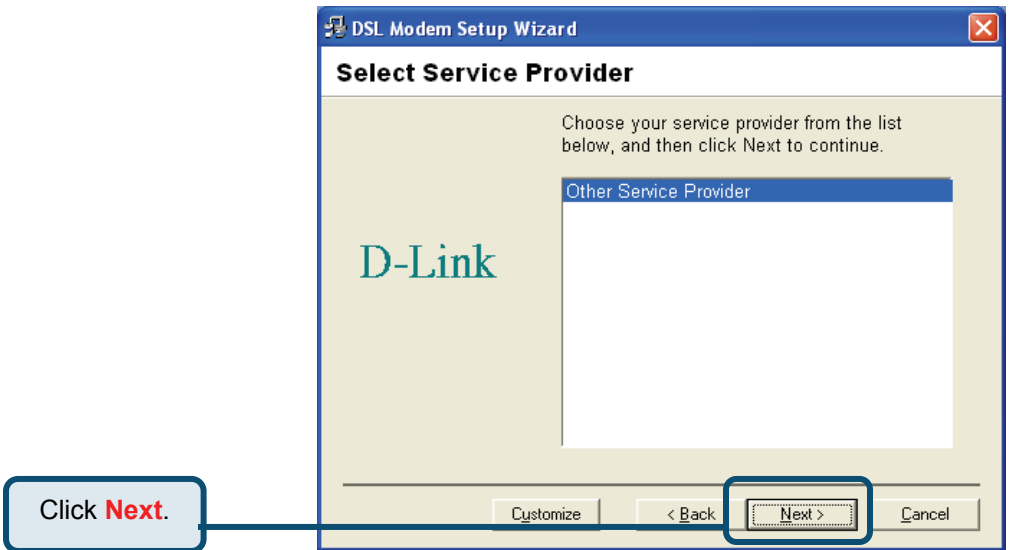 DSL Modem Setup Wizard
Select Service Provider
Choose your service provider from the list
below, and then click Next to continue.
Other Service Provider
D-Link
Click Next.
Customize
< Back
Next >
Cancel